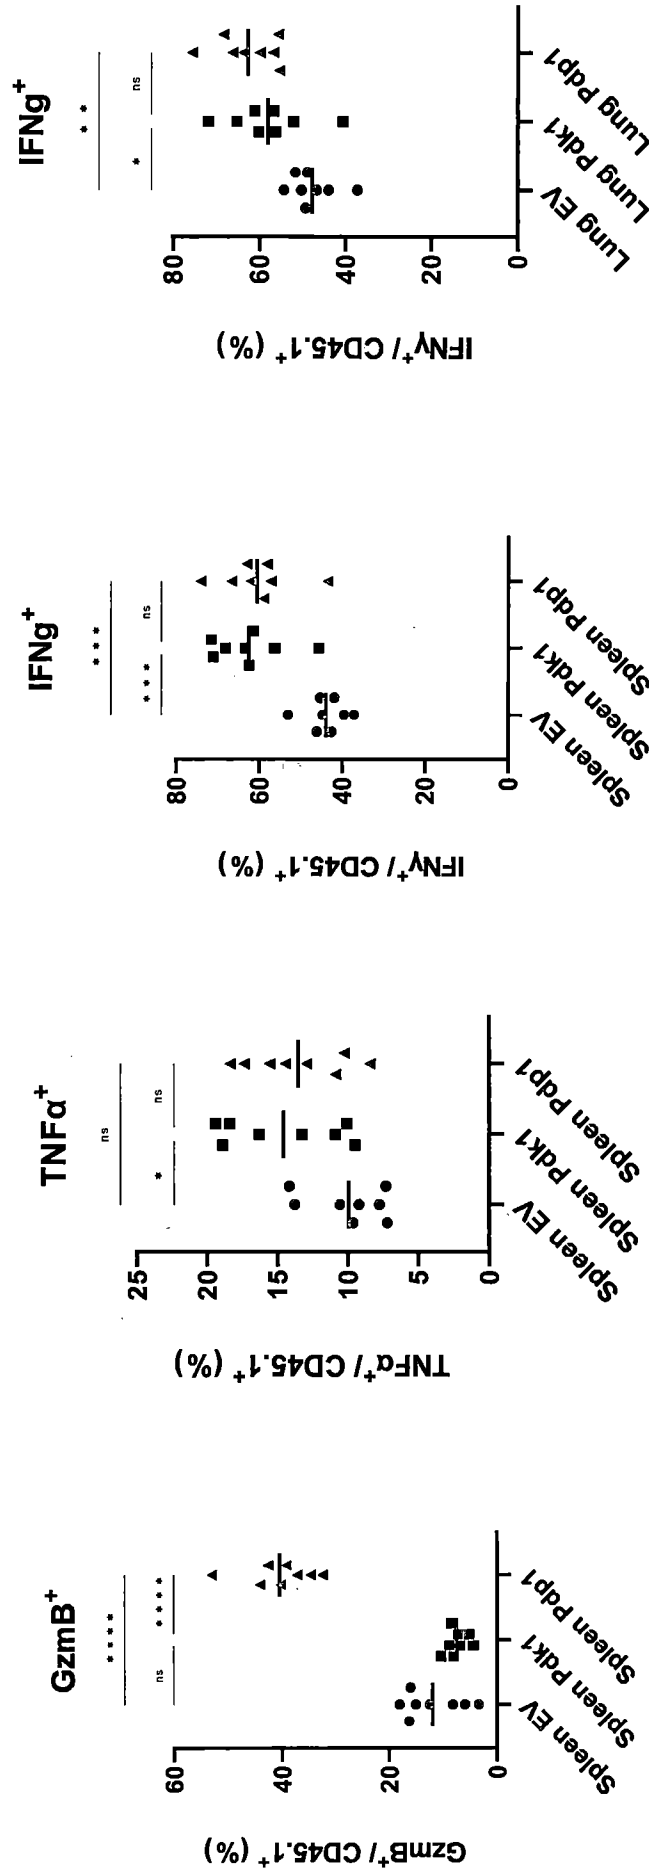 GzmB+
****
ns
****
GzmB+/ CD45.1+ (%)
60
40
20
0
Spleen EV
Spleen Pdk1
Spleen Pdp1
TNFα+
ns
*
ns
TNFα+/ CD45.1+ (%)
25
20
15
10
5
0
Spleen EV
Spleen Pdk1
Spleen Pdp1
IFNg+
***
***
ns
IFNγ+/ CD45.1+ (%)
80
60
40
20
0
Spleen EV
Spleen Pdk1
Spleen Pdp1
IFNg+
**
*
ns
IFNγ+/ CD45.1+ (%)
80
60
40
20
0
Lung EV
Lung Pdk1
Lung Pdp1